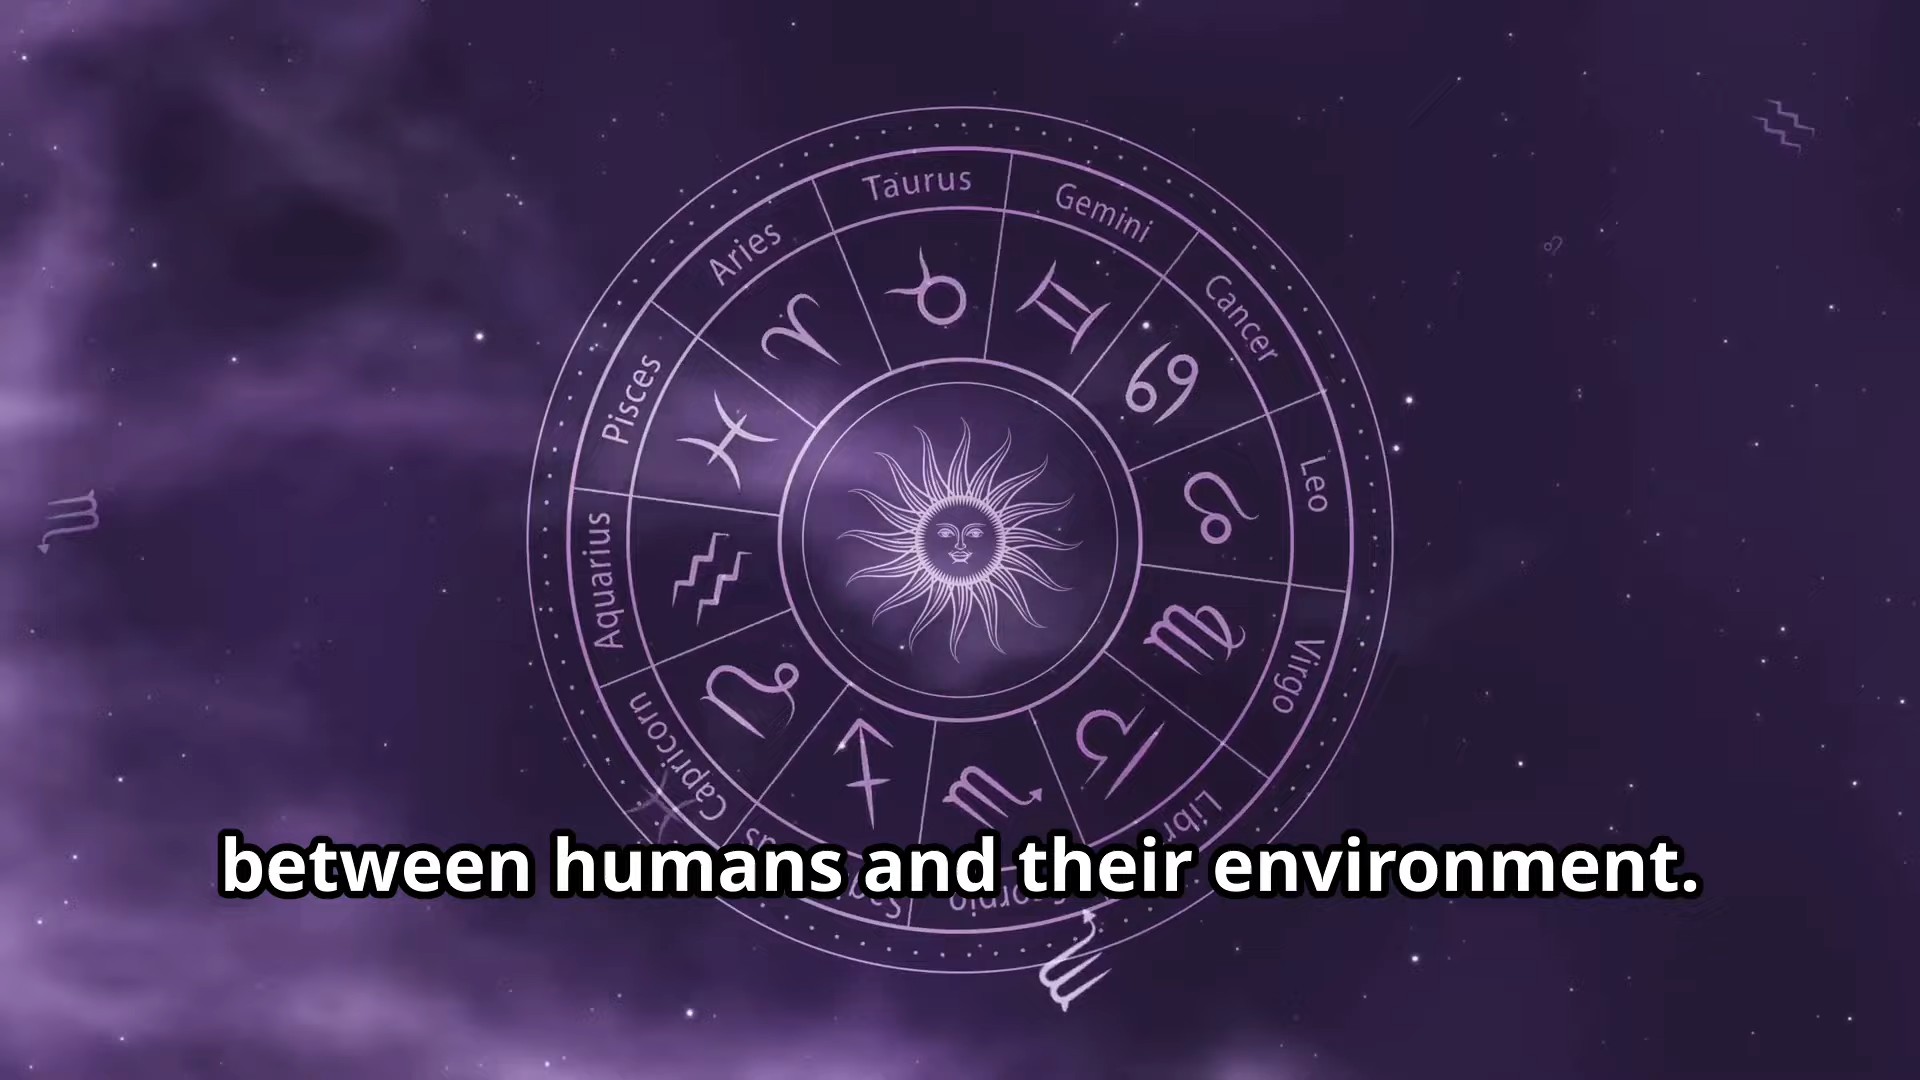 Taurus
Gemini
Aries
Cancer
Pisces
Leo
Aquarius
Virgo
Capricorn
between humans and their environment.